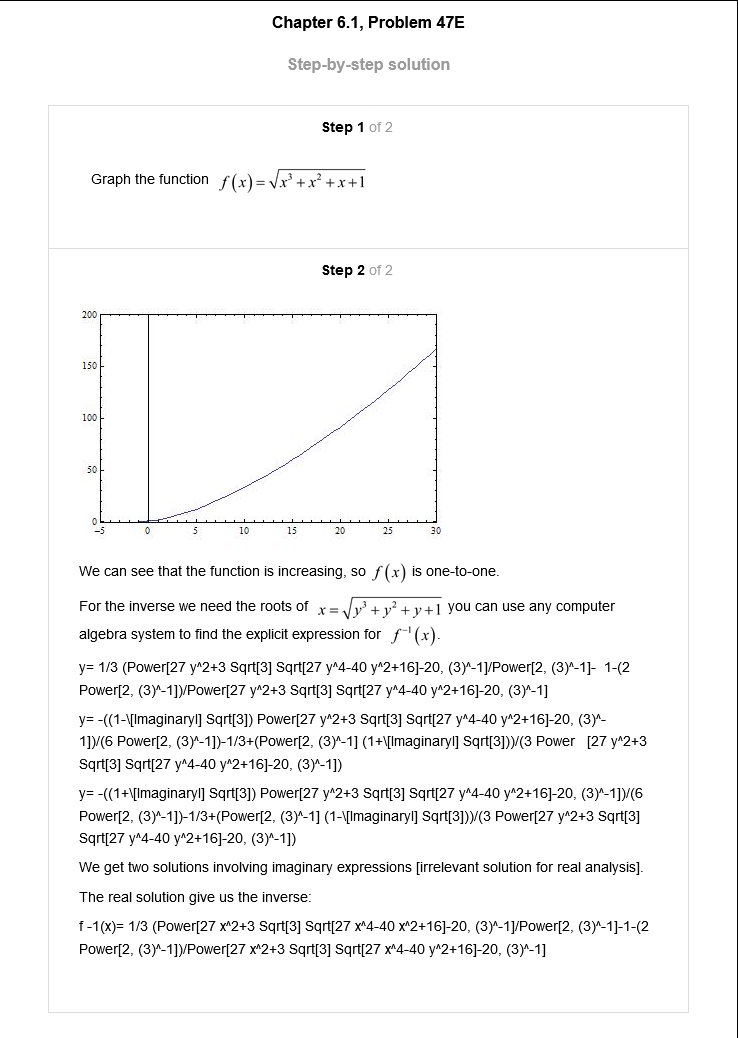 Chapter 6.1, Problem 47E
Step-by-step solution
Step 1 of 2
Graph the function f(x)=√(x³+x²+x+1)
Step 2 of 2
200
150
100
50
0
-5 0 5 10 15 20 25 30
We can see that the function is increasing, so f(x) is one-to-one.
For the inverse we need the roots of x=√(y³+y²+y+1) you can use any computer
algebra system to find the explicit expression for f⁻¹(x).
y= 1/3 (Power[27 y^2+3 Sqrt[3] Sqrt[27 y^4-40 y^2+16]-20, (3)^-1]/Power[2, (3)^-1]- 1-(2
Power[2, (3)^-1])/Power[27 y^2+3 Sqrt[3] Sqrt[27 y^4-40 y^2+16]-20, (3)^-1]
y= -((1-\[Imaginaryl] Sqrt[3]) Power[27 y^2+3 Sqrt[3] Sqrt[27 y^4-40 y^2+16]-20, (3)^-
1])/(6 Power[2, (3)^-1])-1/3+(Power[2, (3)^-1] (1+\[Imaginaryl] Sqrt[3]))/(3 Power [27 y^2+3
Sqrt[3] Sqrt[27 y^4-40 y^2+16]-20, (3)^-1])
y= -((1+\[Imaginaryl] Sqrt[3]) Power[27 y^2+3 Sqrt[3] Sqrt[27 y^4-40 y^2+16]-20, (3)^-1])/(6
Power[2, (3)^-1])-1/3+(Power[2, (3)^-1] (1-\[Imaginaryl] Sqrt[3]))/(3 Power[27 y^2+3 Sqrt[3]
Sqrt[27 y^4-40 y^2+16]-20, (3)^-1])
We get two solutions involving imaginary expressions [irrelevant solution for real analysis].
The real solution give us the inverse:
f -1(x)= 1/3 (Power[27 x^2+3 Sqrt[3] Sqrt[27 x^4-40 x^2+16]-20, (3)^-1]/Power[2, (3)^-1]-1-(2
Power[2, (3)^-1])/Power[27 x^2+3 Sqrt[3] Sqrt[27 x^4-40 y^2+16]-20, (3)^-1]